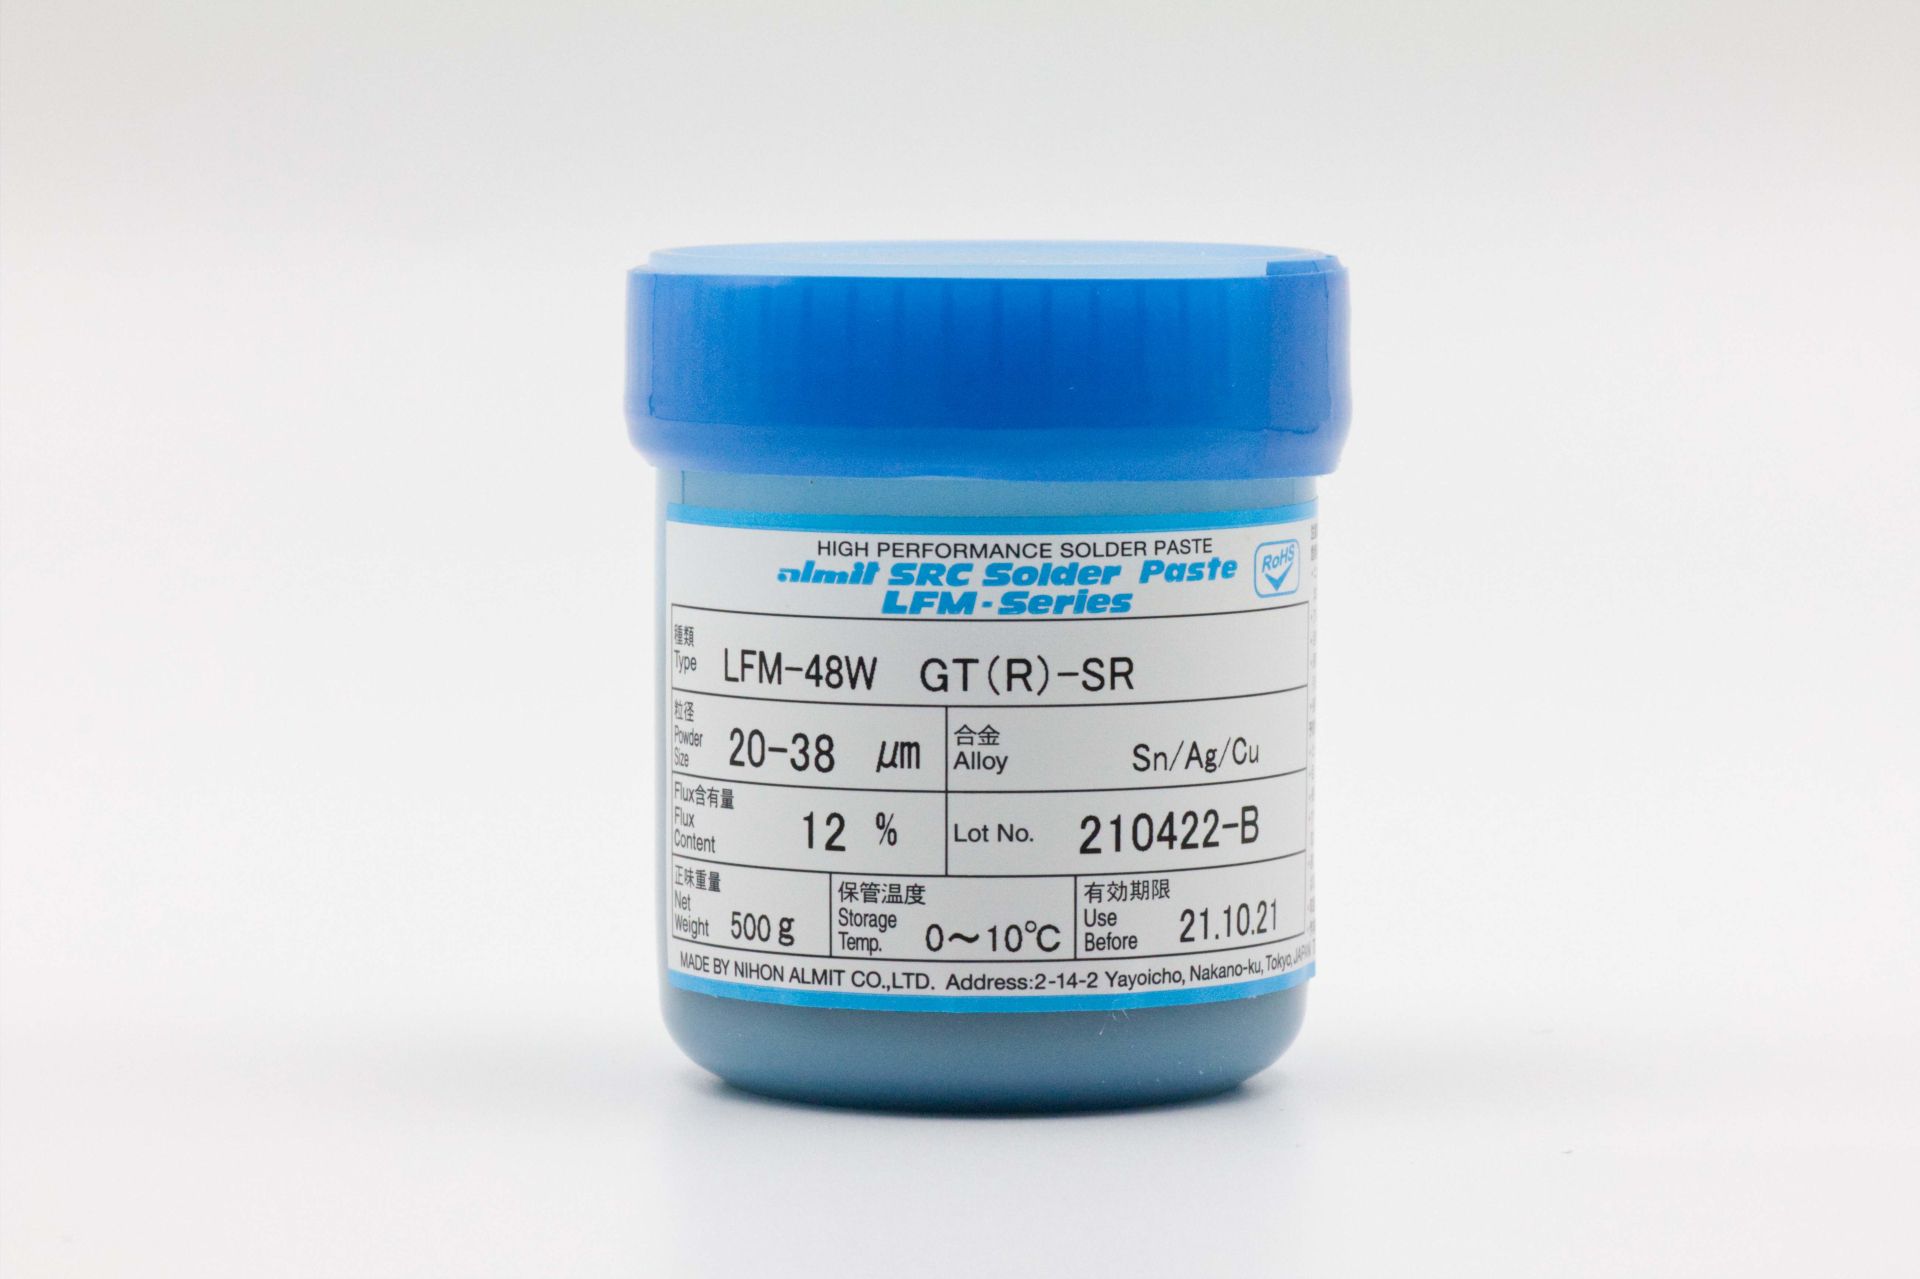 HIGH PERFORMANCE SOLDER PASTE
almit SRC Solder Paste
LFM-Series
RoHS
種類
Type
LFM-48W GT(R)-SR
粒径
Powder
Size
20-38 μm
合金
Alloy
Sn/Ag/Cu
Flux含有量
Flux
Content
12 %
Lot No. 210422-B
正味重量
Net
Weight
500g
保管温度
Storage
Temp.
0~10℃
有効期限
Use
Before
21.10.21
MADE BY NIHON ALMIT CO.,LTD. Address:2-14-2 Yayoicho, Nakano-ku, Tokyo, JAPAN